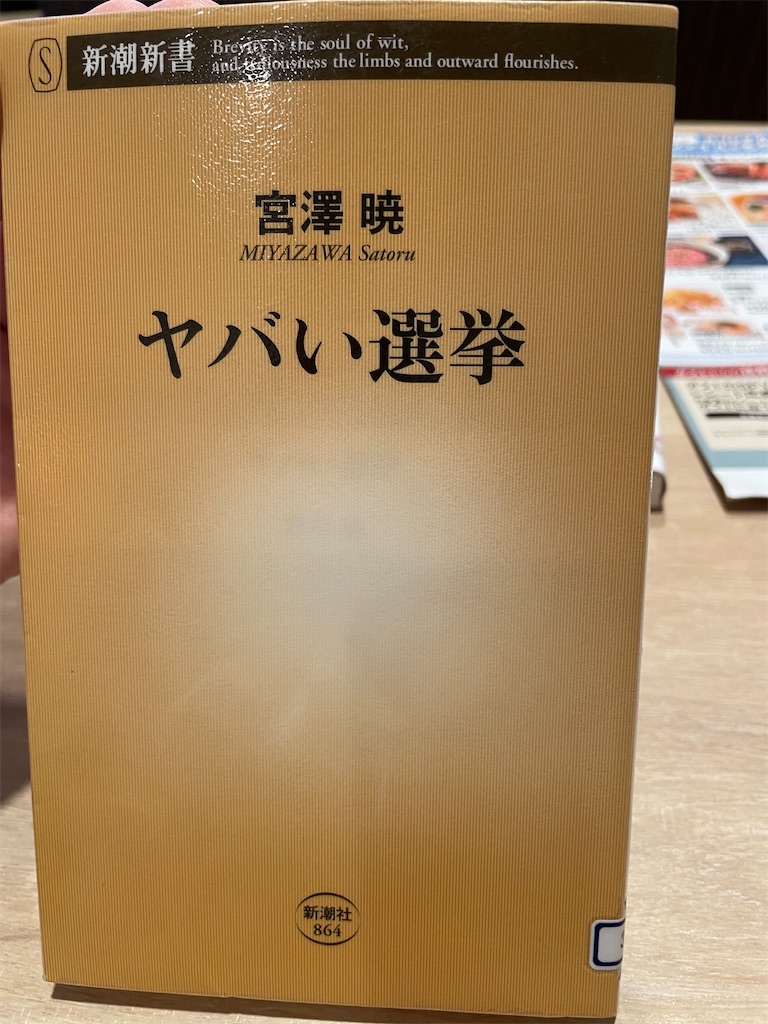 S
新潮新書
Brevity is the soul of wit,
and tediousness the limbs and outward flourishes.
宮澤 暁
MIYAZAWA Satoru
ヤバい選挙
新潮社
864